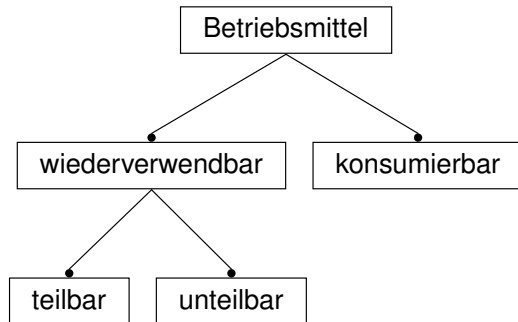 Betriebsmittel
wiederverwendbar
konsumierbar
teilbar
unteilbar